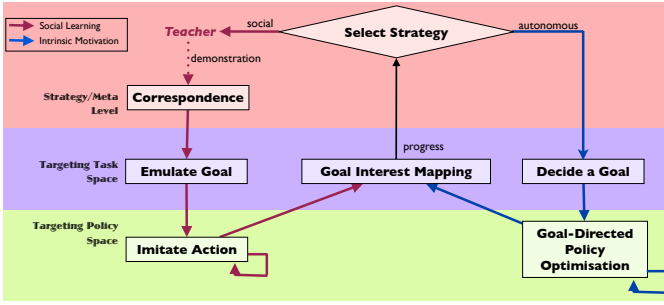 Social Learning
Intrinsic Motivation
social
Teacher
demonstration
Select Strategy
autonomous
Strategy/Meta
Level
Correspondence
progress
Targeting Task
Space
Emulate Goal
Goal Interest Mapping
Decide a Goal
Targeting Policy
Space
Imitate Action
Goal-Directed
Policy
Optimisation